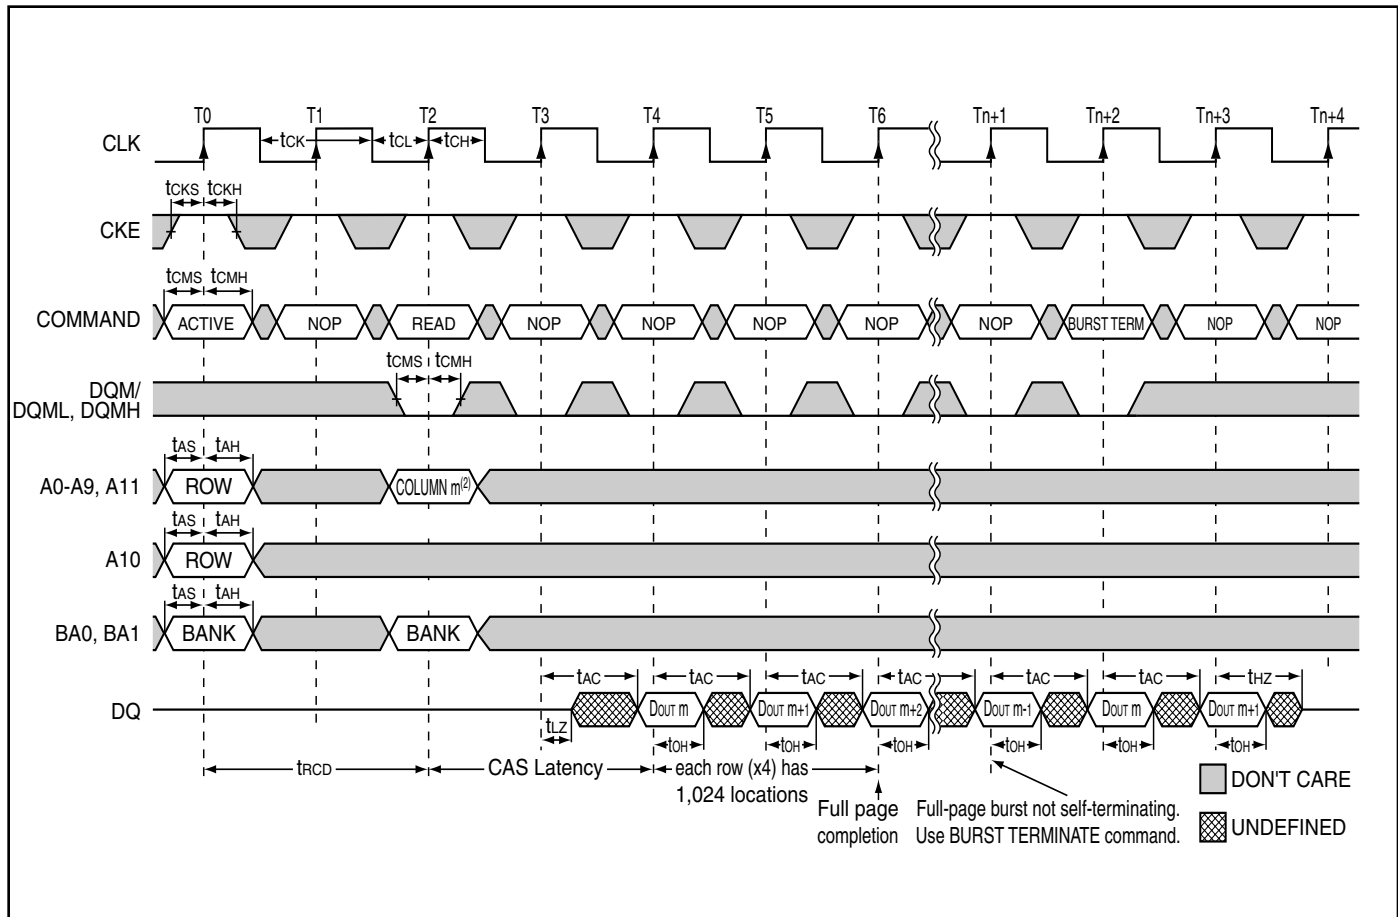 T0 T1 T2 T3 T4 T5 T6 Tn+1 Tn+2 Tn+3 Tn+4
CLK
tCK tCL tCH
tCKS tCKH
CKE
tCMS tCMH
COMMAND
ACTIVE NOP READ NOP NOP NOP NOP NOP BURST TERM NOP NOP
tCMS tCMH
DQM/
DQML, DQMH
tAS tAH
A0-A9, A11
ROW COLUMN m(2)
tAS tAH
A10
ROW
tAS tAH
BA0, BA1
BANK BANK
tAC tAC tAC tAC tAC tAC tHZ
DQ
DOUT m DOUT m+1 DOUT m+2 DOUT m-1 DOUT m DOUT m+1
tLZ tOH tOH tOH tOH tOH tOH
tRCD CAS Latency each row (x4) has
1,024 locations
Full page
completion
Full-page burst not self-terminating.
Use BURST TERMINATE command.
DON'T CARE
UNDEFINED